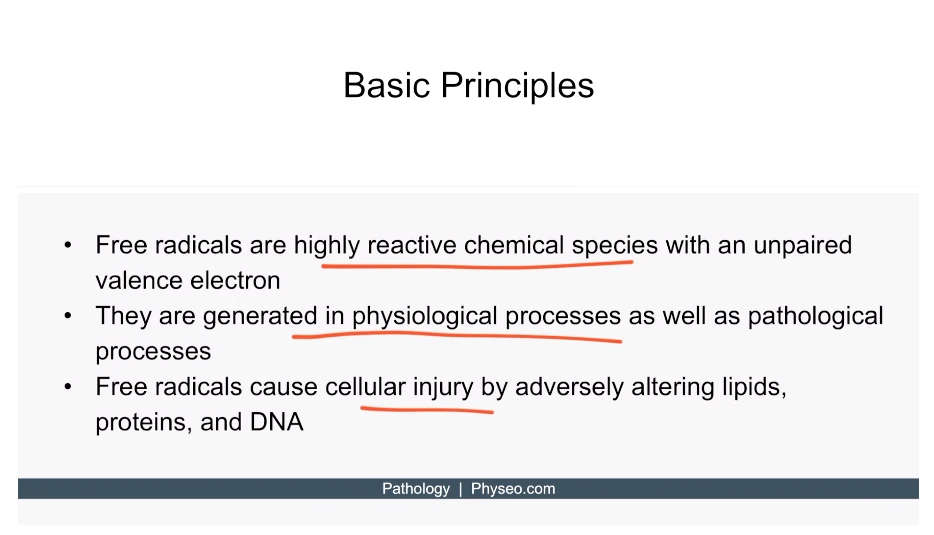 Basic Principles
• Free radicals are highly reactive chemical species with an unpaired
valence electron
• They are generated in physiological processes as well as pathological
processes
• Free radicals cause cellular injury by adversely altering lipids,
proteins, and DNA
Pathology | Physeo.com